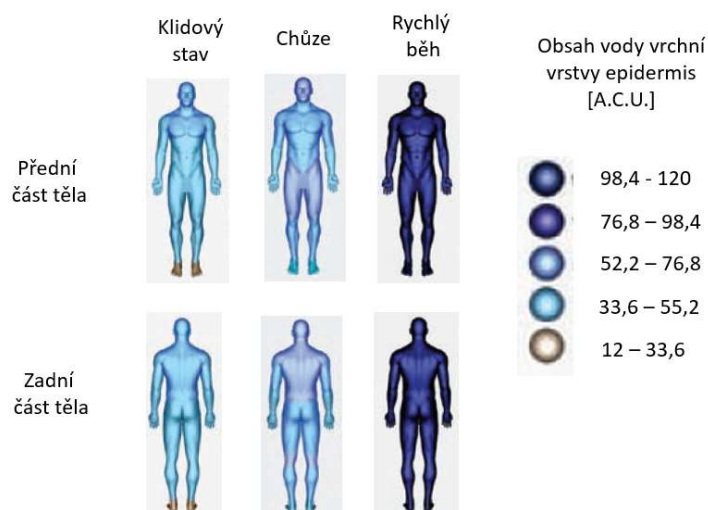 Klidový
stav
Chůze
Rychlý
běh
Obsah vody vrchní
vrstvy epidermis
[A.C.U.]
Přední
část těla
98,4 - 120
76,8 – 98,4
52,2 – 76,8
33,6 – 55,2
12 – 33,6
Zadní
část těla